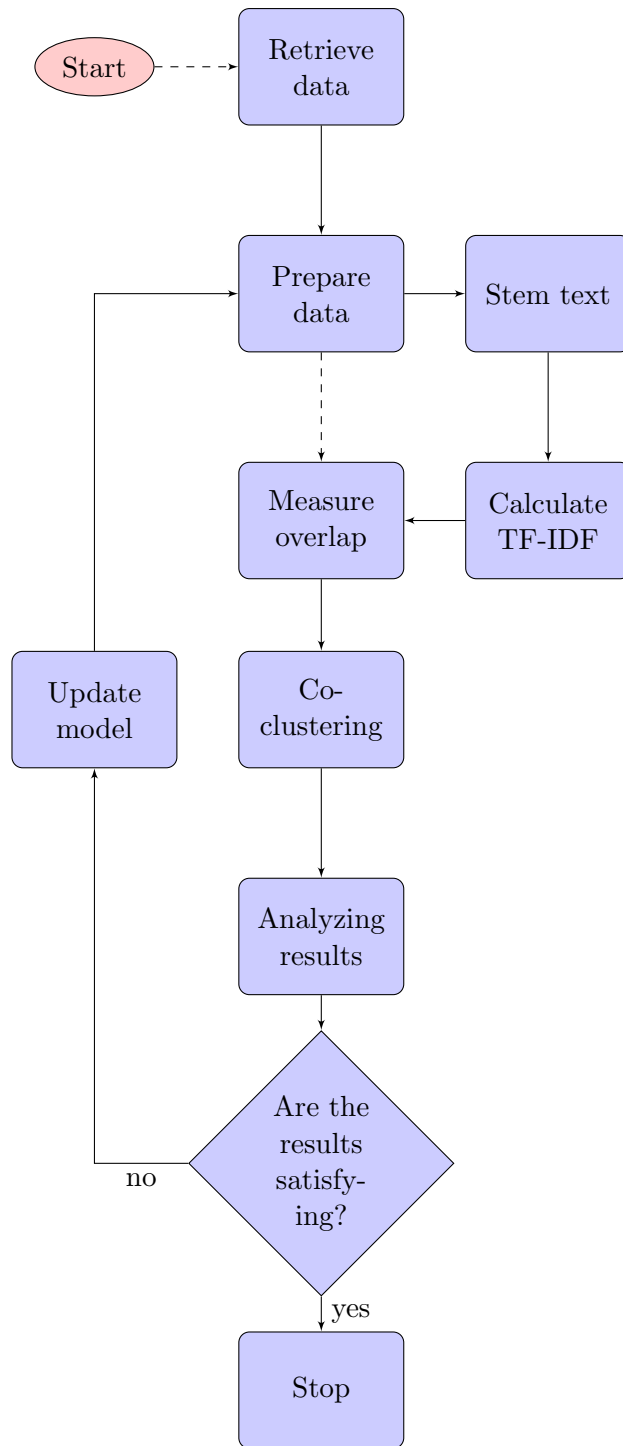 Start
Retrieve
data
Prepare
data
Stem text
Measure
overlap
Calculate
TF-IDF
Update
model
Co-
clustering
Analyzing
results
Are the
results
satisfy-
ing?
no
yes
Stop